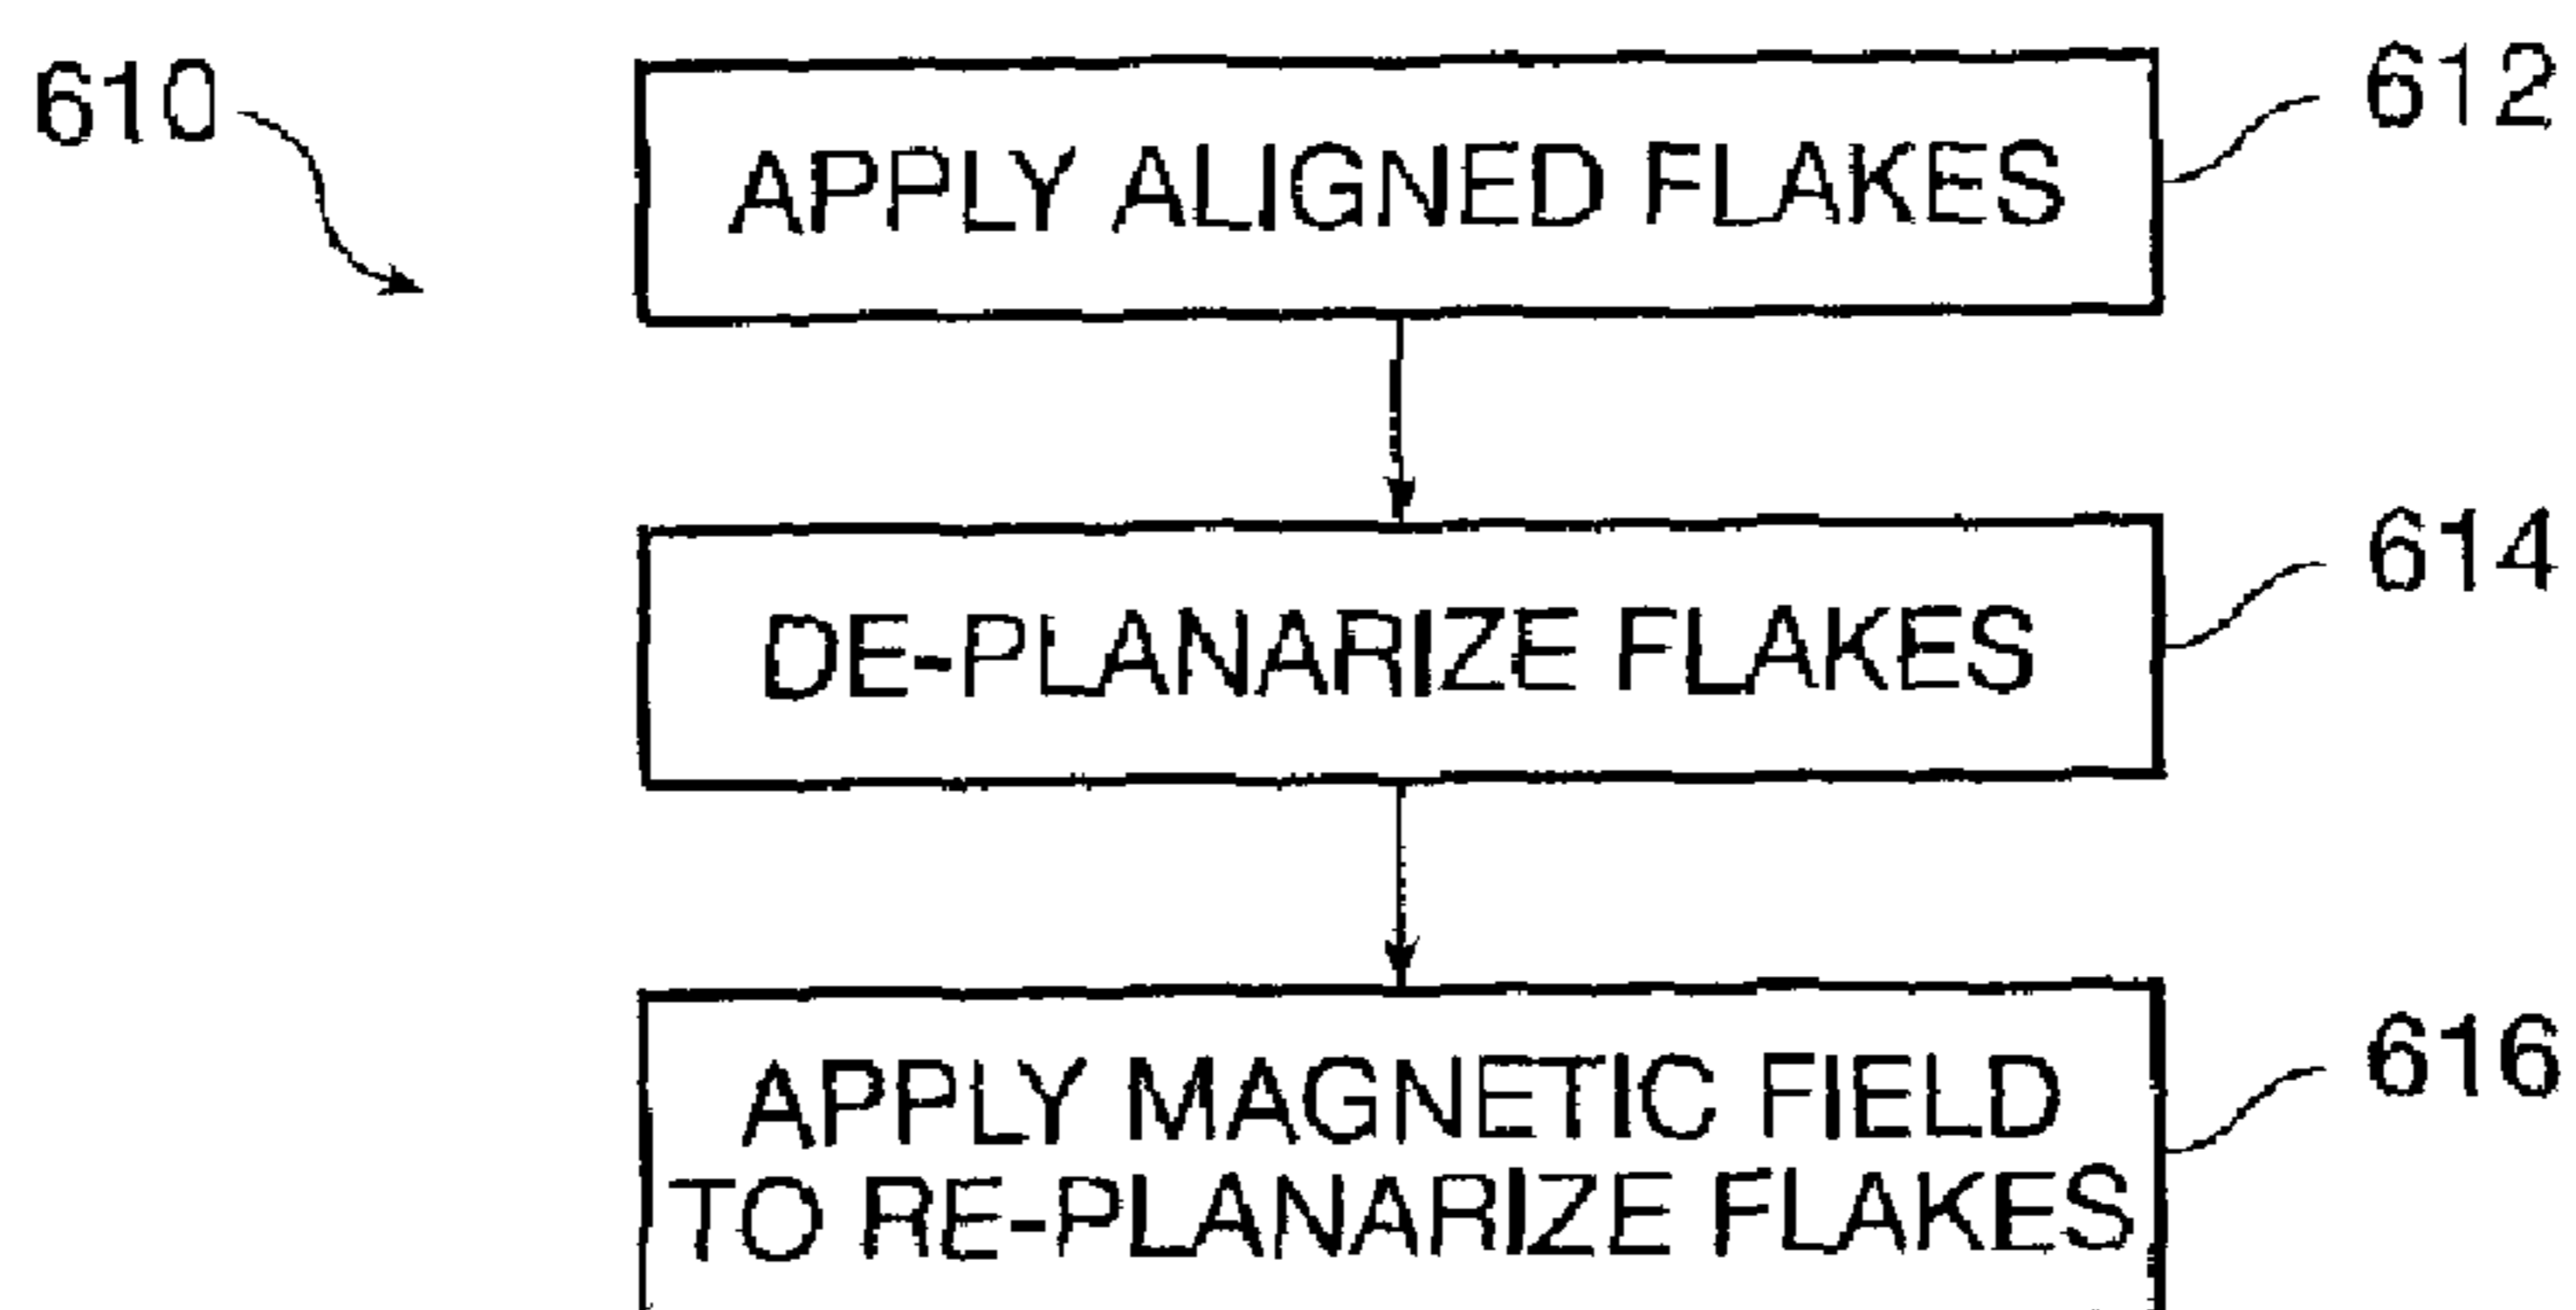 610
APPLY ALIGNED FLAKES
612
DE-PLANARIZE FLAKES
614
APPLY MAGNETIC FIELD
TO RE-PLANARIZE FLAKES
616